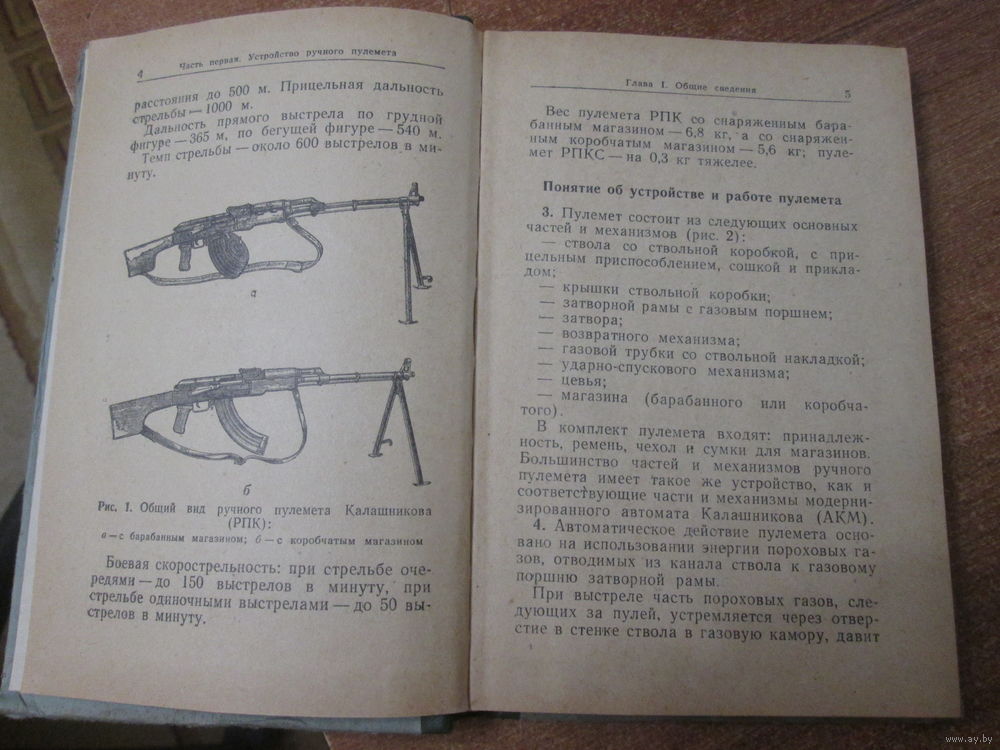 4
Часть первая. Устройство ручного пулемета
расстояния до 500 м. Прицельная дальность
стрельбы — 1000 м.
Дальность прямого выстрела по грудной
фигуре — 365 м, по бегущей фигуре — 540 м.
Темп стрельбы — около 600 выстрелов в ми-
нуту.
а
б
Рис. 1. Общий вид ручного пулемета Калашникова
(РПК):
а — с барабанным магазином; б — с коробчатым магазином
Боевая скорострельность: при стрельбе оче-
редями — до 150 выстрелов в минуту, при
стрельбе одиночными выстрелами — до 50 вы-
стрелов в минуту.
Глава I. Общие сведения
5
Вес пулемета РПК со снаряженным бара-
банным магазином — 6,8 кг, а со снаряжен-
ным коробчатым магазином — 5,6 кг; пуле-
мет РПКС — на 0,3 кг тяжелее.
Понятие об устройстве и работе пулемета
3. Пулемет состоит из следующих основных
частей и механизмов (рис. 2):
— ствола со ствольной коробкой, с при-
цельным приспособлением, сошкой и прикла-
дом;
— крышки ствольной коробки;
— затворной рамы с газовым поршнем;
— затвора;
— возвратного механизма;
— газовой трубки со ствольной накладкой;
— ударно-спускового механизма;
— цевья;
— магазина (барабанного или коробча-
того).
В комплект пулемета входят: принадлеж-
ность, ремень, чехол и сумки для магазинов.
Большинство частей и механизмов ручного
пулемета имеет такое же устройство, как и
соответствующие части и механизмы модерни-
зированного автомата Калашникова (АКМ).
4. Автоматическое действие пулемета осно-
вано на использовании энергии пороховых га-
зов, отводимых из канала ствола к газовому
поршню затворной рамы.
При выстреле часть пороховых газов, сле-
дующих за пулей, устремляется через отвер-
стие в стенке ствола в газовую камору, давит
www.ay.by